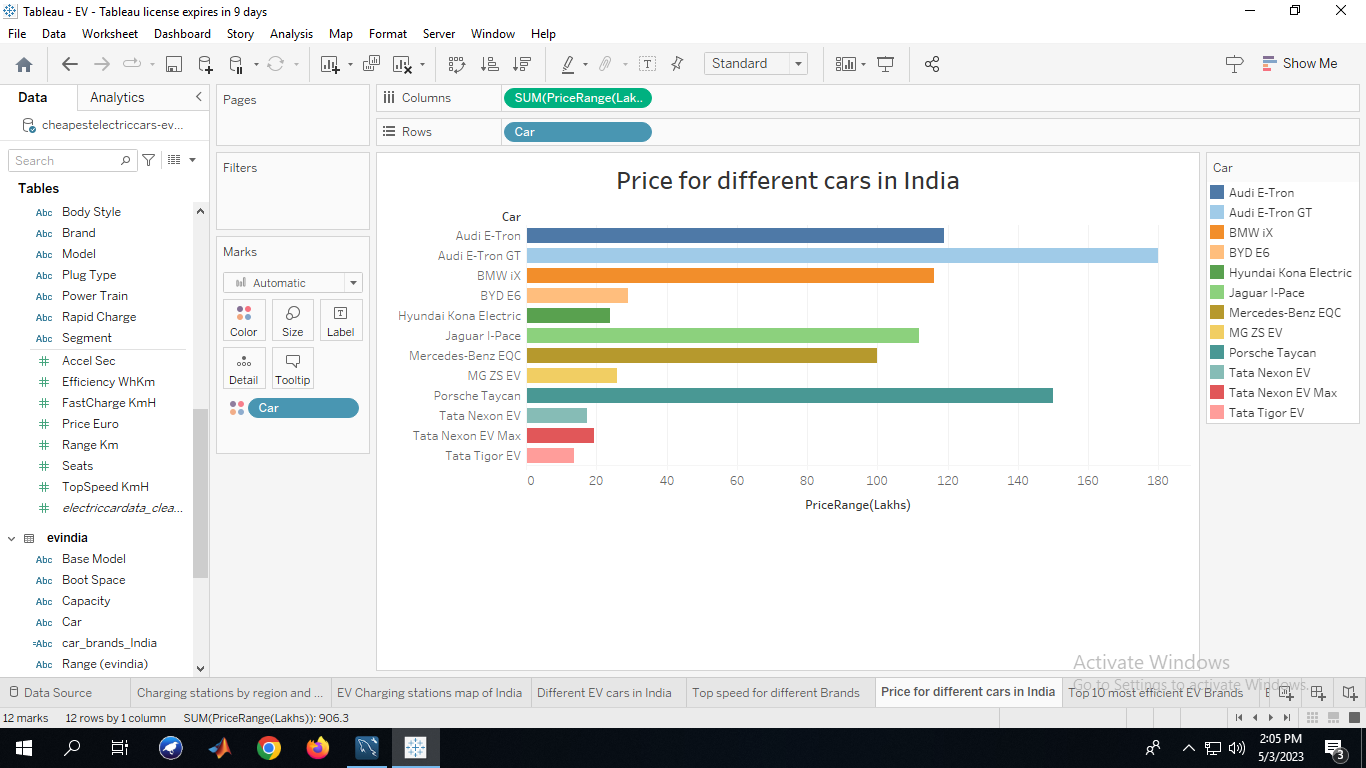 Tableau - EV - Tableau license expires in 9 days
File Data Worksheet Dashboard Story Analysis Map Format Server Window Help
Standard
Show Me
Data Analytics
cheapestelectriccars-ev...
Search
Tables
Abc Body Style
Abc Brand
Abc Model
Abc Plug Type
Abc Power Train
Abc Rapid Charge
Abc Segment
# Accel Sec
# Efficiency WhKm
# FastCharge KmH
# Price Euro
# Range Km
# Seats
# TopSpeed KmH
# electriccardata_clea...
evindia
Abc Base Model
Abc Boot Space
Abc Capacity
Abc Car
=Abc car_brands_India
Abc Range (evindia)
Pages
Filters
Marks
Automatic
Color Size Label
Detail Tooltip
Car
Columns SUM(PriceRange(Lak..
Rows Car
Price for different cars in India
Car
Audi E-Tron
Audi E-Tron GT
BMW iX
BYD E6
Hyundai Kona Electric
Jaguar I-Pace
Mercedes-Benz EQC
MG ZS EV
Porsche Taycan
Tata Nexon EV
Tata Nexon EV Max
Tata Tigor EV
0 20 40 60 80 100 120 140 160 180
PriceRange(Lakhs)
Car
Audi E-Tron
Audi E-Tron GT
BMW iX
BYD E6
Hyundai Kona Electric
Jaguar I-Pace
Mercedes-Benz EQC
MG ZS EV
Porsche Taycan
Tata Nexon EV
Tata Nexon EV Max
Tata Tigor EV
Activate Windows
Go to Settings to activate Windows.
Data Source Charging stations by region and ... EV Charging stations map of India Different EV cars in India Top speed for different Brands Price for different cars in India Top 10 most efficient EV Brands
12 marks 12 rows by 1 column SUM(PriceRange(Lakhs)): 906.3
2:05 PM
5/3/2023
3